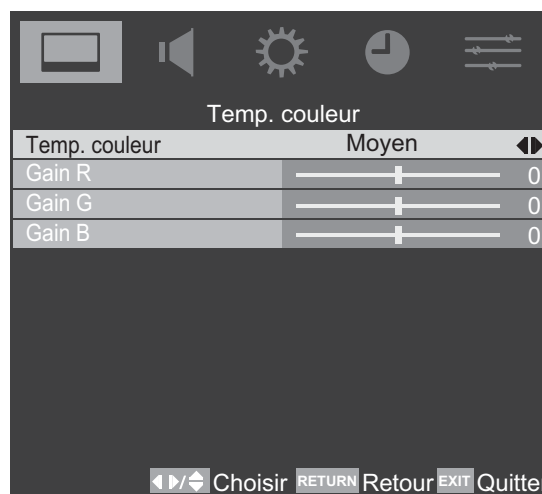 Temp. couleur
Temp. couleur Moyen
Gain R 0
Gain G 0
Gain B 0
Choisir RETURN Retour EXIT Quitte